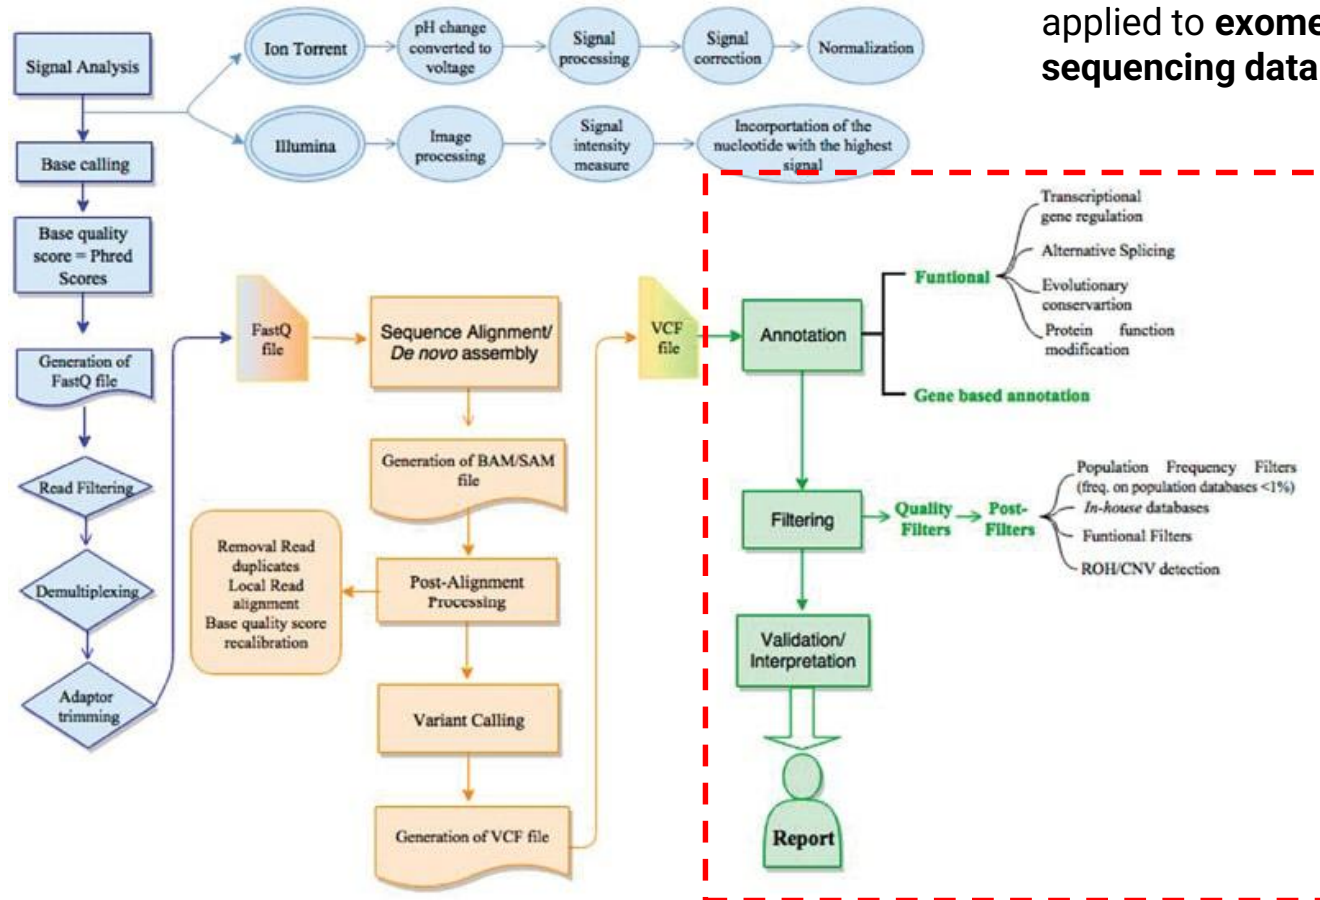 applied to exome
sequencing data
Signal Analysis
Ion Torrent
pH change
converted to
voltage
Signal
processing
Signal
correction
Normalization
Illumina
Image
processing
Signal
intensity
measure
Incorportation of the
nucleotide with the highest
signal
Base calling
Base quality
score = Phred
Scores
Generation of
FastQ file
Read Filtering
Demultiplexing
Adaptor
trimming
FastQ
file
Sequence Alignment/
De novo assembly
Generation of BAM/SAM
file
Post-Alignment
Processing
Removal Read
duplicates
Local Read
alignment
Base quality score
recalibration
Variant Calling
Generation of VCF file
VCF
file
Annotation
Funtional
Transcriptional
gene regulation
Alternative Splicing
Evolutionary
conservartion
Protein function
modification
Gene based annotation
Filtering
Quality
Filters
Post-
Filters
Population Frequency Filters
(freq. on population databases <1%)
In-house databases
Funtional Filters
ROH/CNV detection
Validation/
Interpretation
Report